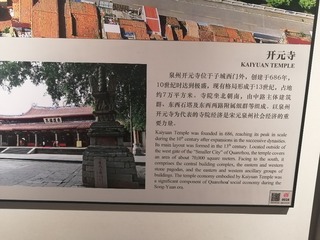 开元寺
KAIYUAN TEMPLE
泉州开元寺位于子城西门外，创建于686年，
10世纪时达到极盛，现有格局形成于13世纪，占地
约7万平方米。寺院坐北朝南，由中路主体建筑
群、东西石塔及东西两路附属组群等组成。以泉州
开元寺为代表的寺院经济是宋元泉州社会经济的重
要力量。
Kaiyuan Temple was founded in 686, reaching its peak in scale
during the 10th century after expansions in the successive dynasties.
Its main layout was formed in the 13th century. Located outside of
the west gate of the "Smaller City" of Quanzhou, the temple covers
an area of about 70,000 square meters. Facing to the south, it
comprises the central building group, the eastern and western
stone pagodas, and the eastern and western ancillary groups of
buildings. The temple economy embodied by Kaiyuan Temple was
a significant component of Quanzhou social economy during the
Song-Yuan era.